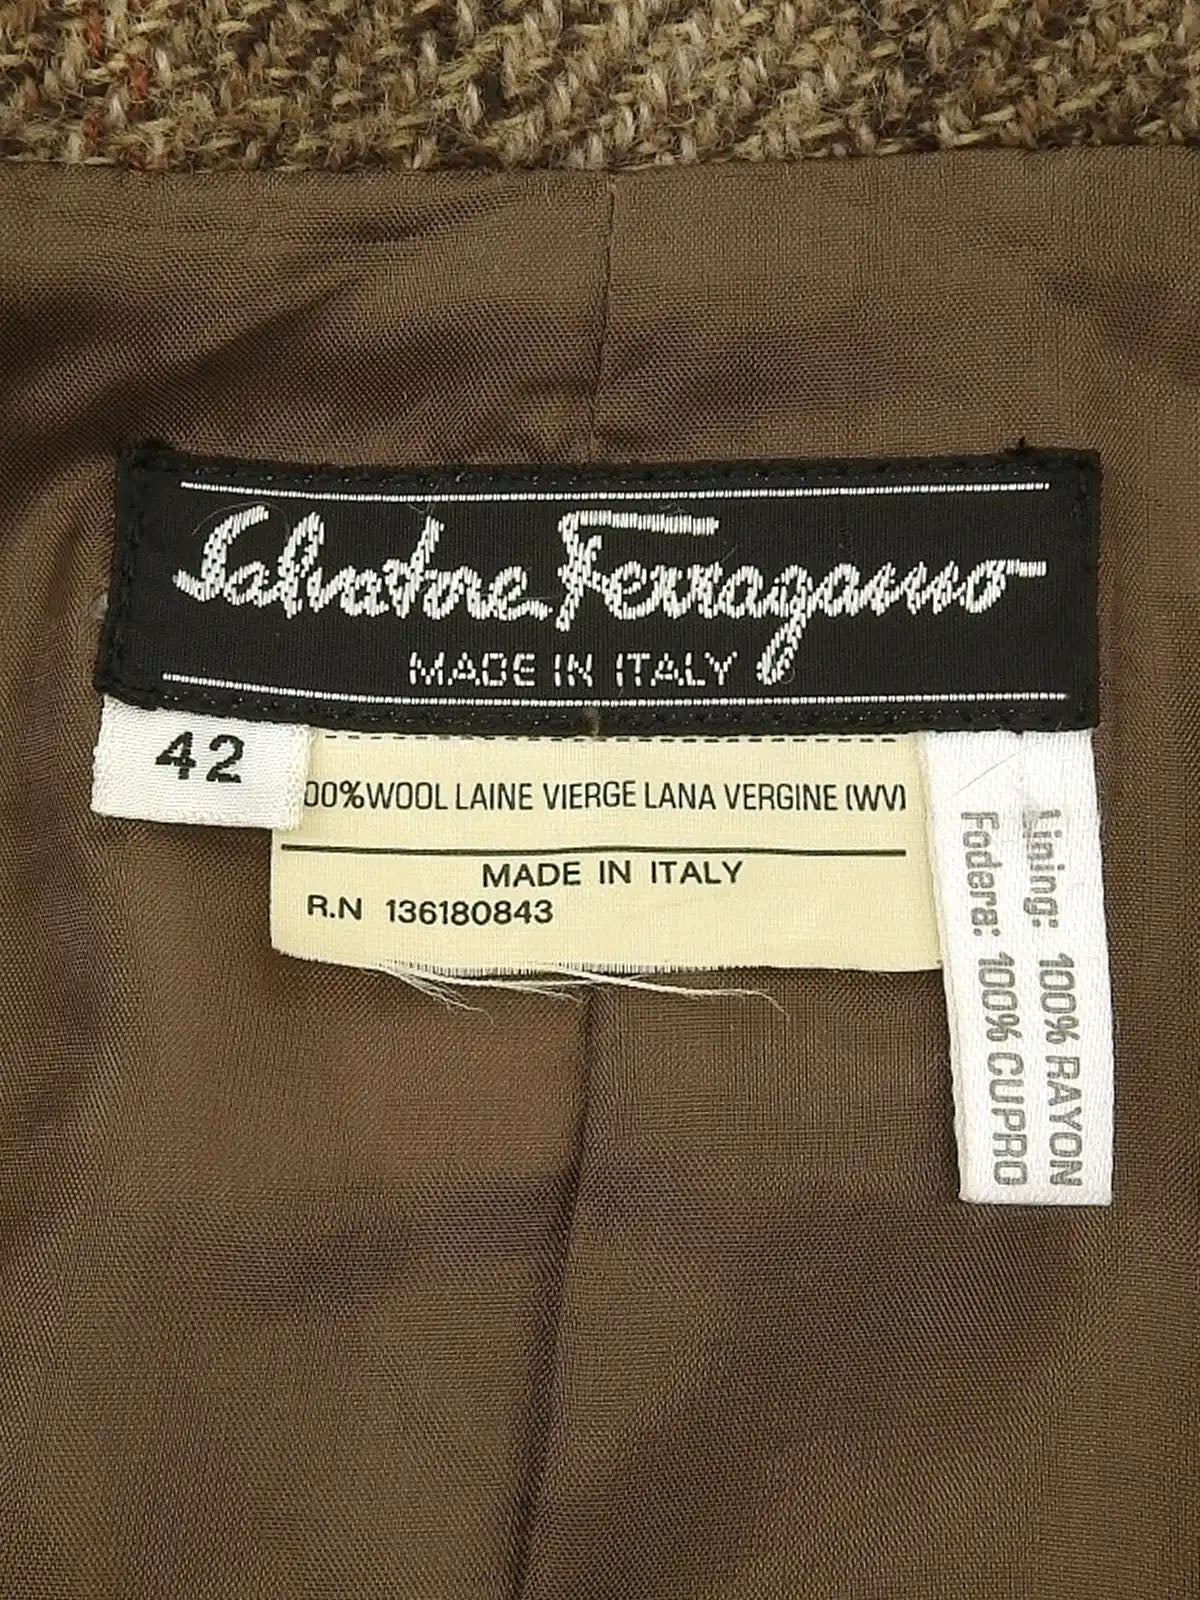 Salvatore Ferragamo
MADE IN ITALY
42
00%WOOL LAINE VIERGE LANA VERGINE (WV)
MADE IN ITALY
R.N 136180843
Lining: 100% RAYON
Fodera: 100% CUPRO